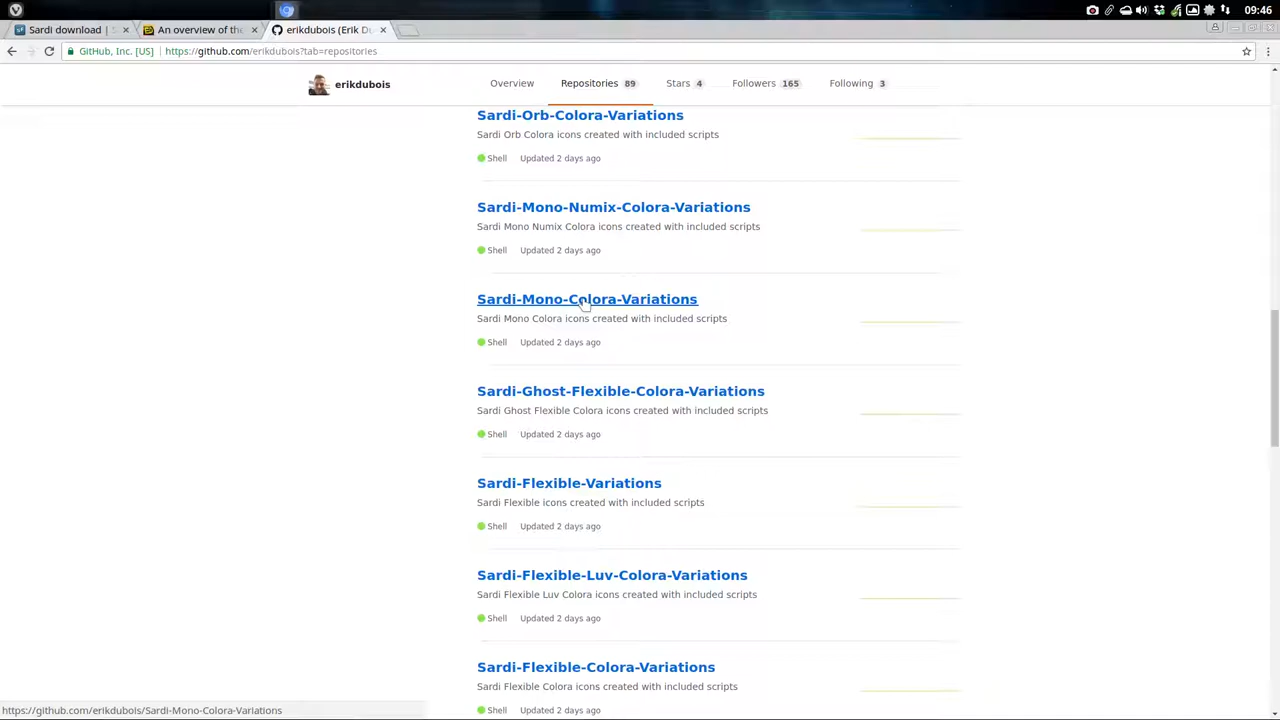 09:46
Sardi download |
An overview of the
erikdubois (Erik Du
GitHub, Inc. [US]
https://github.com/erikdubois?tab=repositories
erikdubois
Overview
Repositories 89
Stars 4
Followers 165
Following 3
Sardi-Orb-Colora-Variations
Sardi Orb Colora icons created with included scripts
Shell Updated 2 days ago
Sardi-Mono-Numix-Colora-Variations
Sardi Mono Numix Colora icons created with included scripts
Shell Updated 2 days ago
Sardi-Mono-Colora-Variations
Sardi Mono Colora icons created with included scripts
Shell Updated 2 days ago
Sardi-Ghost-Flexible-Colora-Variations
Sardi Ghost Flexible Colora icons created with included scripts
Shell Updated 2 days ago
Sardi-Flexible-Variations
Sardi Flexible icons created with included scripts
Shell Updated 2 days ago
Sardi-Flexible-Luv-Colora-Variations
Sardi Flexible Luv Colora icons created with included scripts
Shell Updated 2 days ago
Sardi-Flexible-Colora-Variations
Sardi Flexible Colora icons created with included scripts
Shell Updated 2 days ago
https://github.com/erikdubois/Sardi-Mono-Colora-Variations